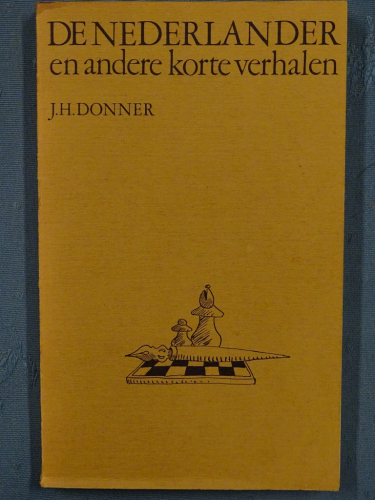 DE NEDERLANDER
en andere korte verhalen
J.H. DONNER